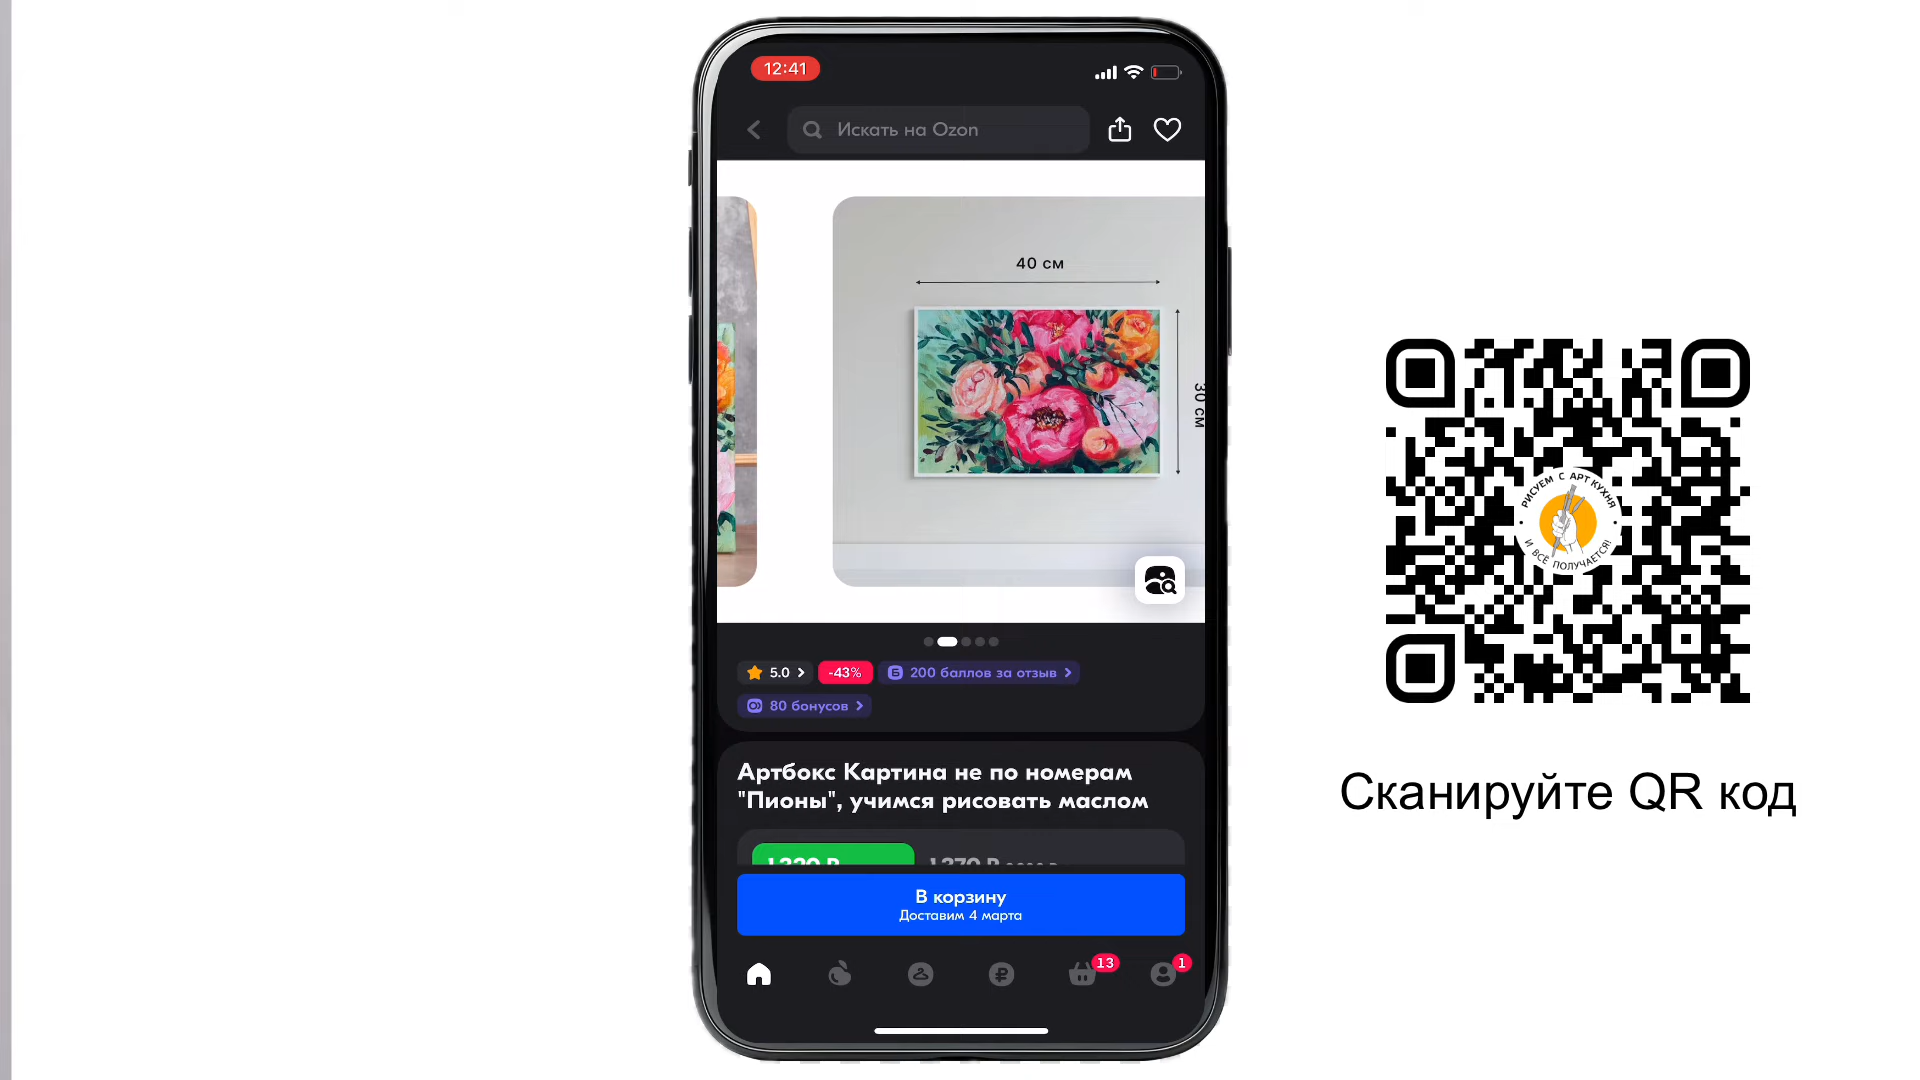 12:41
Искать на Ozon
40 см
30 см
5.0
-43%
200 баллов за отзыв
80 бонусов
Артбокс Картина не по номерам
"Пионы", учимся рисовать маслом
В корзину
Доставим 4 марта
13
1
РИСУЕМ С АРТ КУХНЯ
И ВСЁ ПОЛУЧАЕТСЯ!
Сканируйте QR код